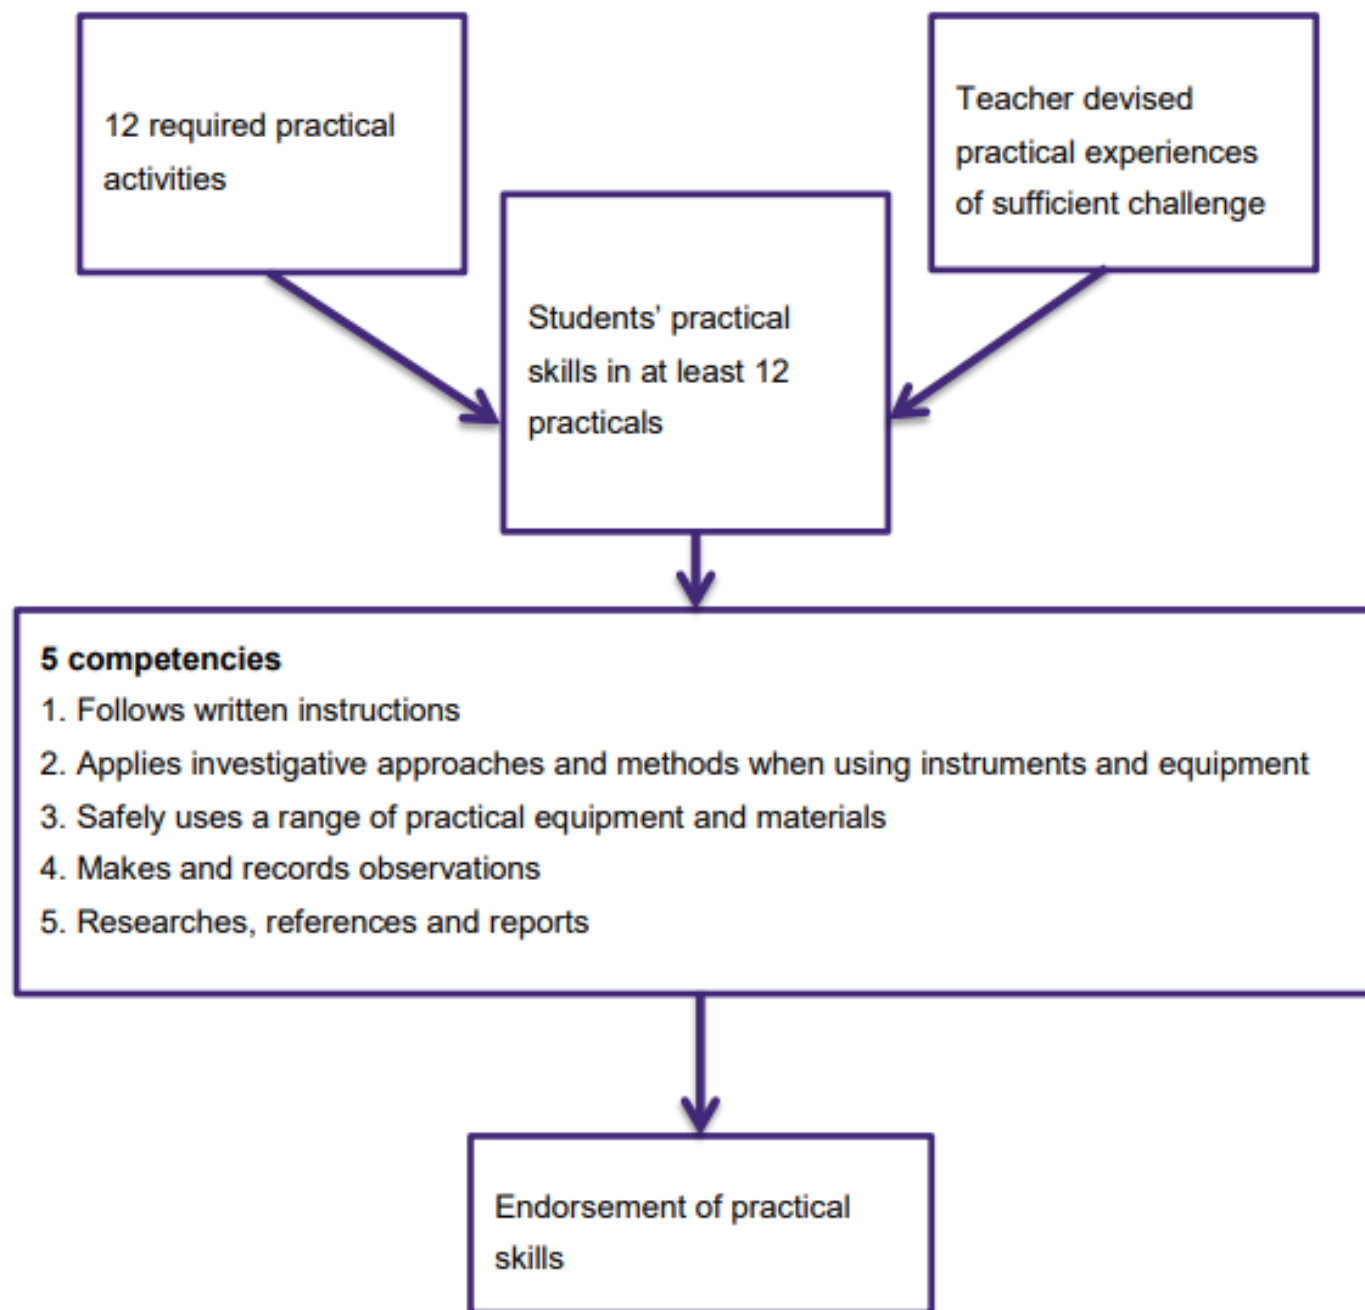 12 required practical
activities
Teacher devised
practical experiences
of sufficient challenge
Students’ practical
skills in at least 12
practicals
5 competencies
1. Follows written instructions
2. Applies investigative approaches and methods when using instruments and equipment
3. Safely uses a range of practical equipment and materials
4. Makes and records observations
5. Researches, references and reports
Endorsement of practical
skills